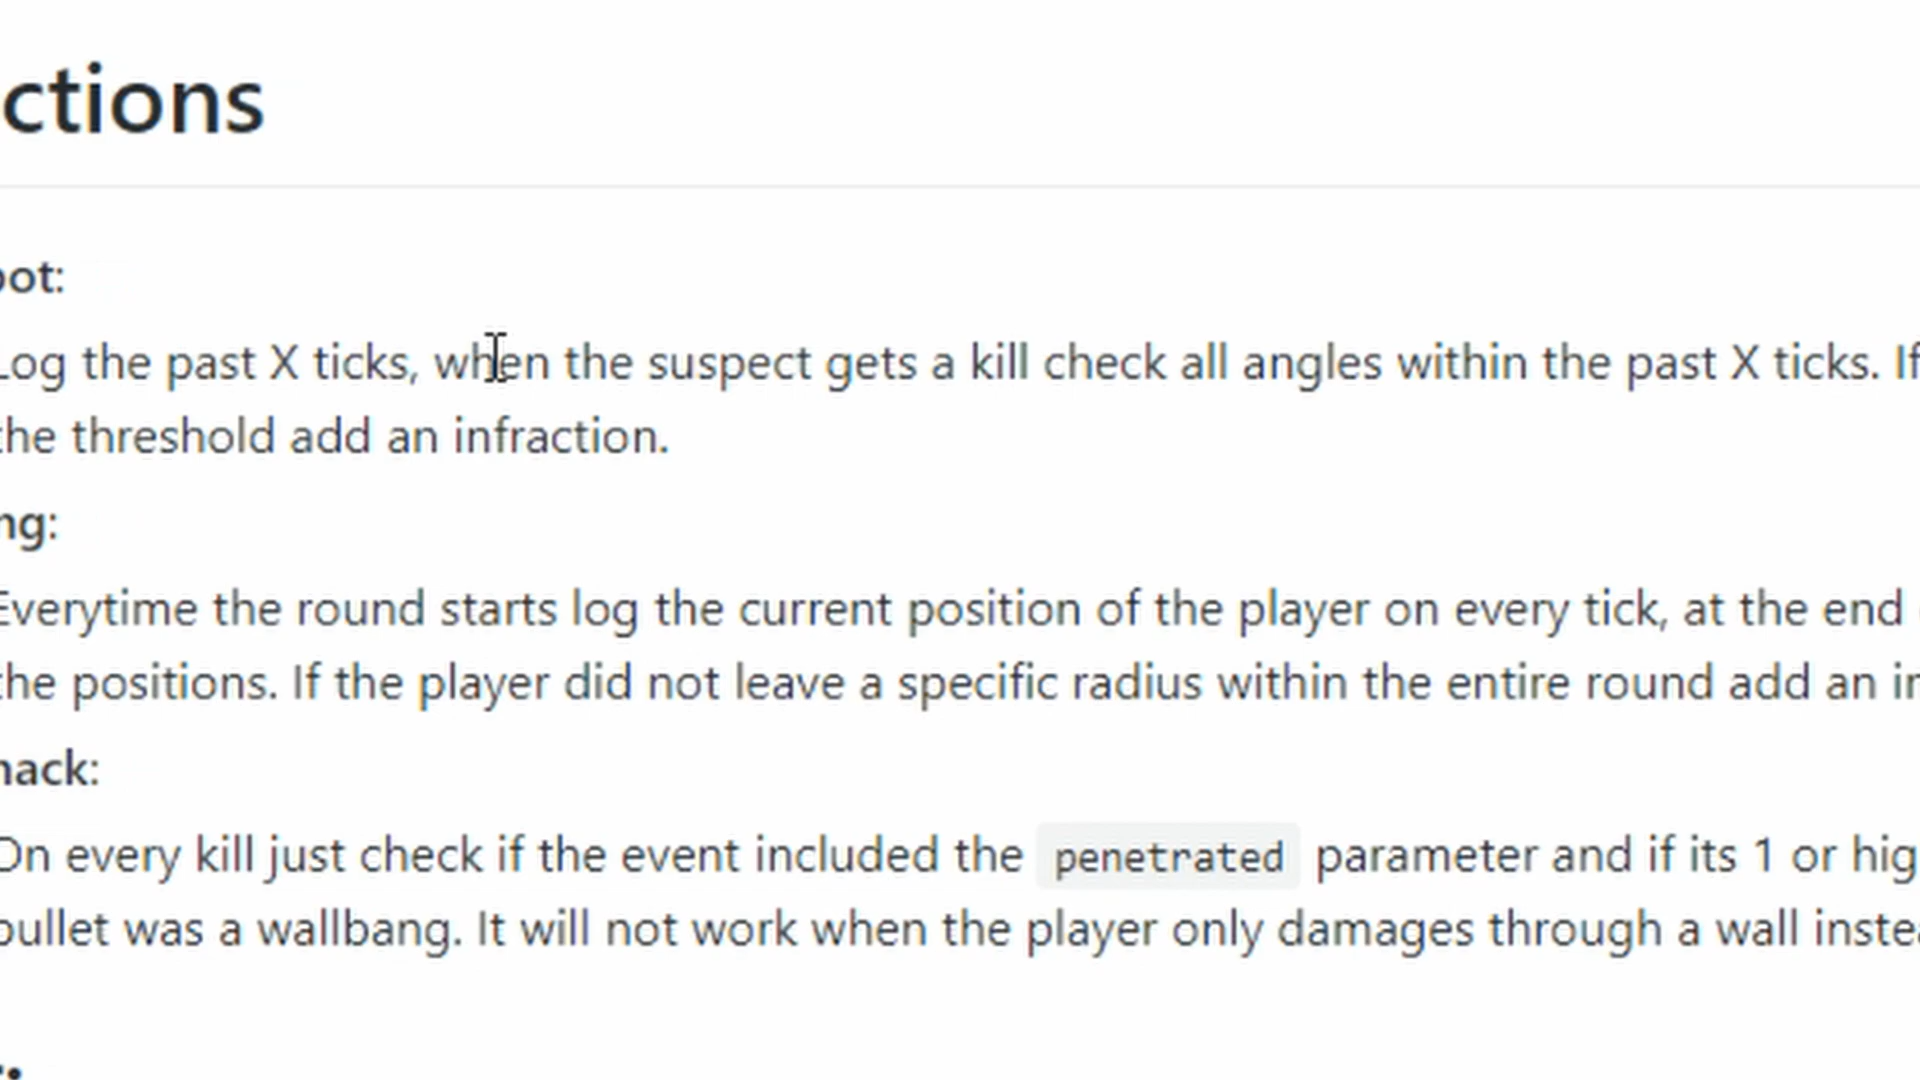 ctions
oot:
Log the past X ticks, when the suspect gets a kill check all angles within the past X ticks. If
the threshold add an infraction.
ng:
Everytime the round starts log the current position of the player on every tick, at the end
the positions. If the player did not leave a specific radius within the entire round add an in
hack:
On every kill just check if the event included the penetrated parameter and if its 1 or hig
bullet was a wallbang. It will not work when the player only damages through a wall instea